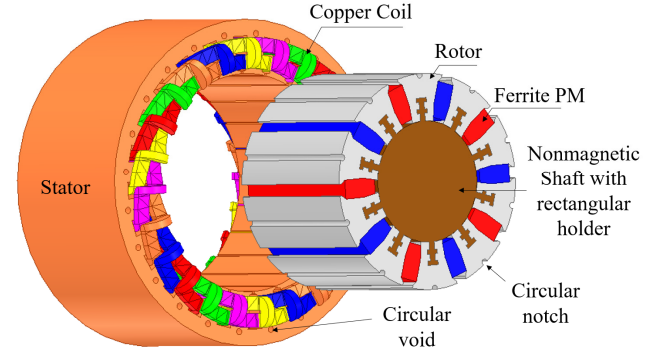 Copper Coil
Rotor
Ferrite PM
Stator
Nonmagnetic
Shaft with
rectangular
holder
Circular
void
Circular
notch